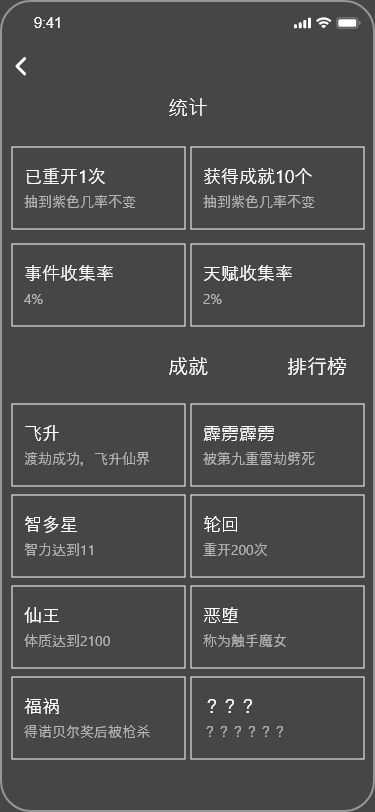 9:41
统计
已重开1次 获得成就10个
抽到紫色几率不变 抽到紫色几率不变
事件收集率 天赋收集率
4% 2%
成就 排行榜
飞升 霹雳霹雳
渡劫成功，飞升仙界 被第九重雷劫劈死
智多星 轮回
智力达到11 重开200次
仙王 恶堕
体质达到2100 称为触手魔女
福祸 ？？？
得诺贝尔奖后被枪杀 ？？？？？？